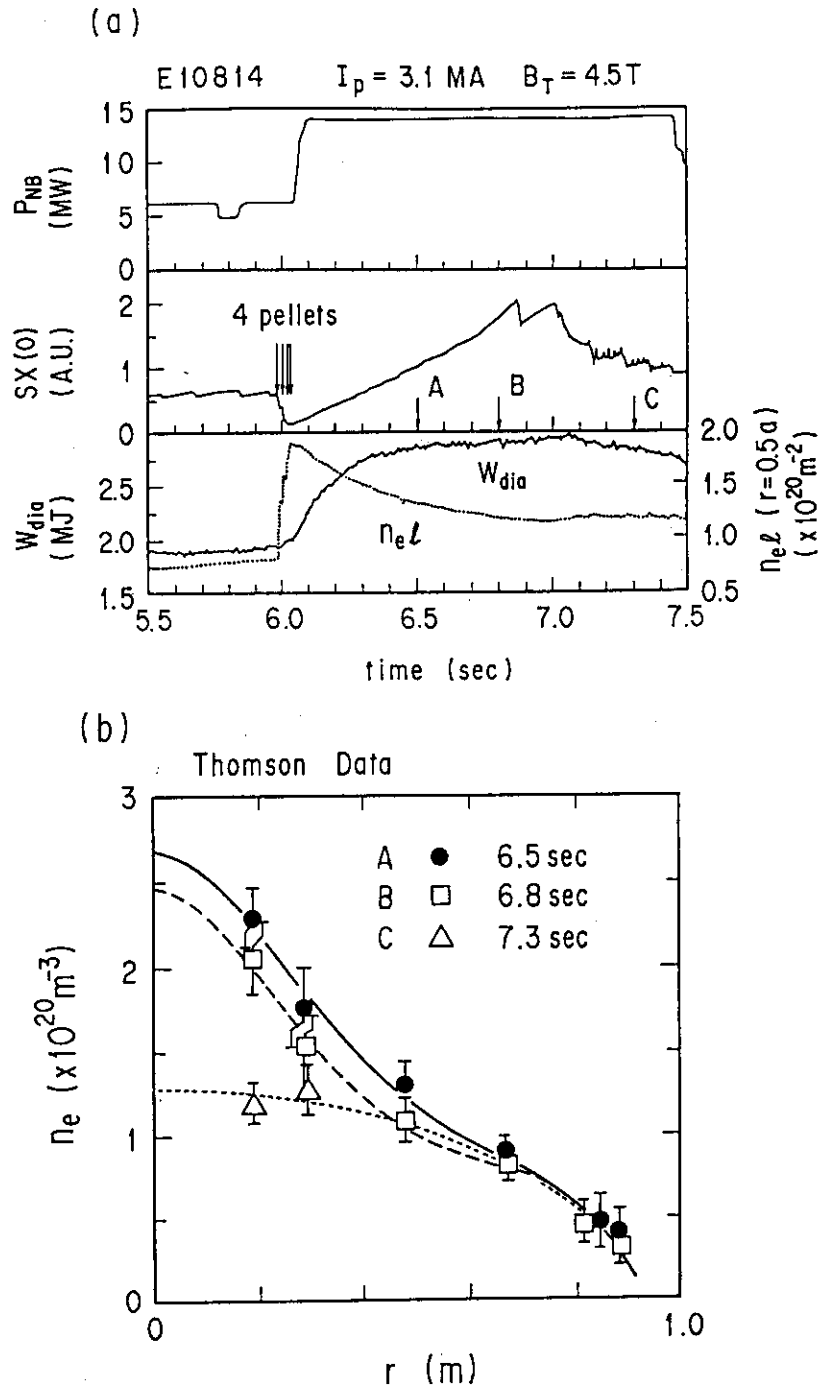 (a)
E10814 I_p = 3.1 MA B_T = 4.5T
15
10
5
0
P_NB (MW)
2
1
0
SX(0) (A.U.)
4 pellets
A B C
2.5
2.0
1.5
W_dia (MJ)
W_dia
n_eℓ
2.0
1.5
1.0
0.5
n_eℓ (r=0.5a) (x10^20 m^-2)
5.5 6.0 6.5 7.0 7.5
time (sec)
(b)
Thomson Data
3
2
1
0
n_e (x10^20 m^-3)
A ● 6.5 sec
B □ 6.8 sec
C △ 7.3 sec
0 1.0
r (m)